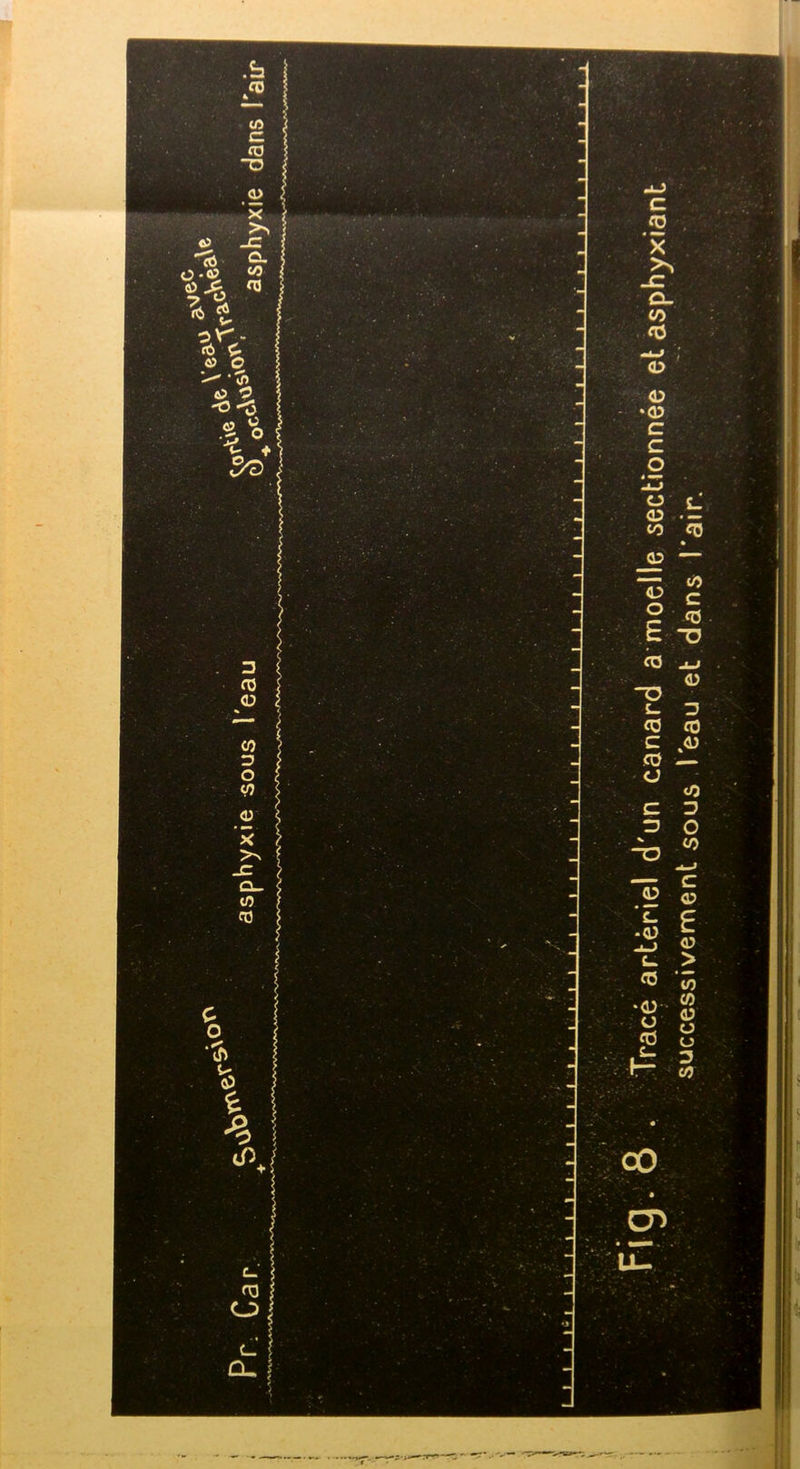 Pr. Car
Submersion
asphyxie sous l'eau
Sortie de l'eau avec
occlusion Trachéale
asphyxie dans l'air
Fig. 8. Tracé artériel d'un canard a moelle sectionnée et asphyxiant
successivement sous l'eau et dans l'air.